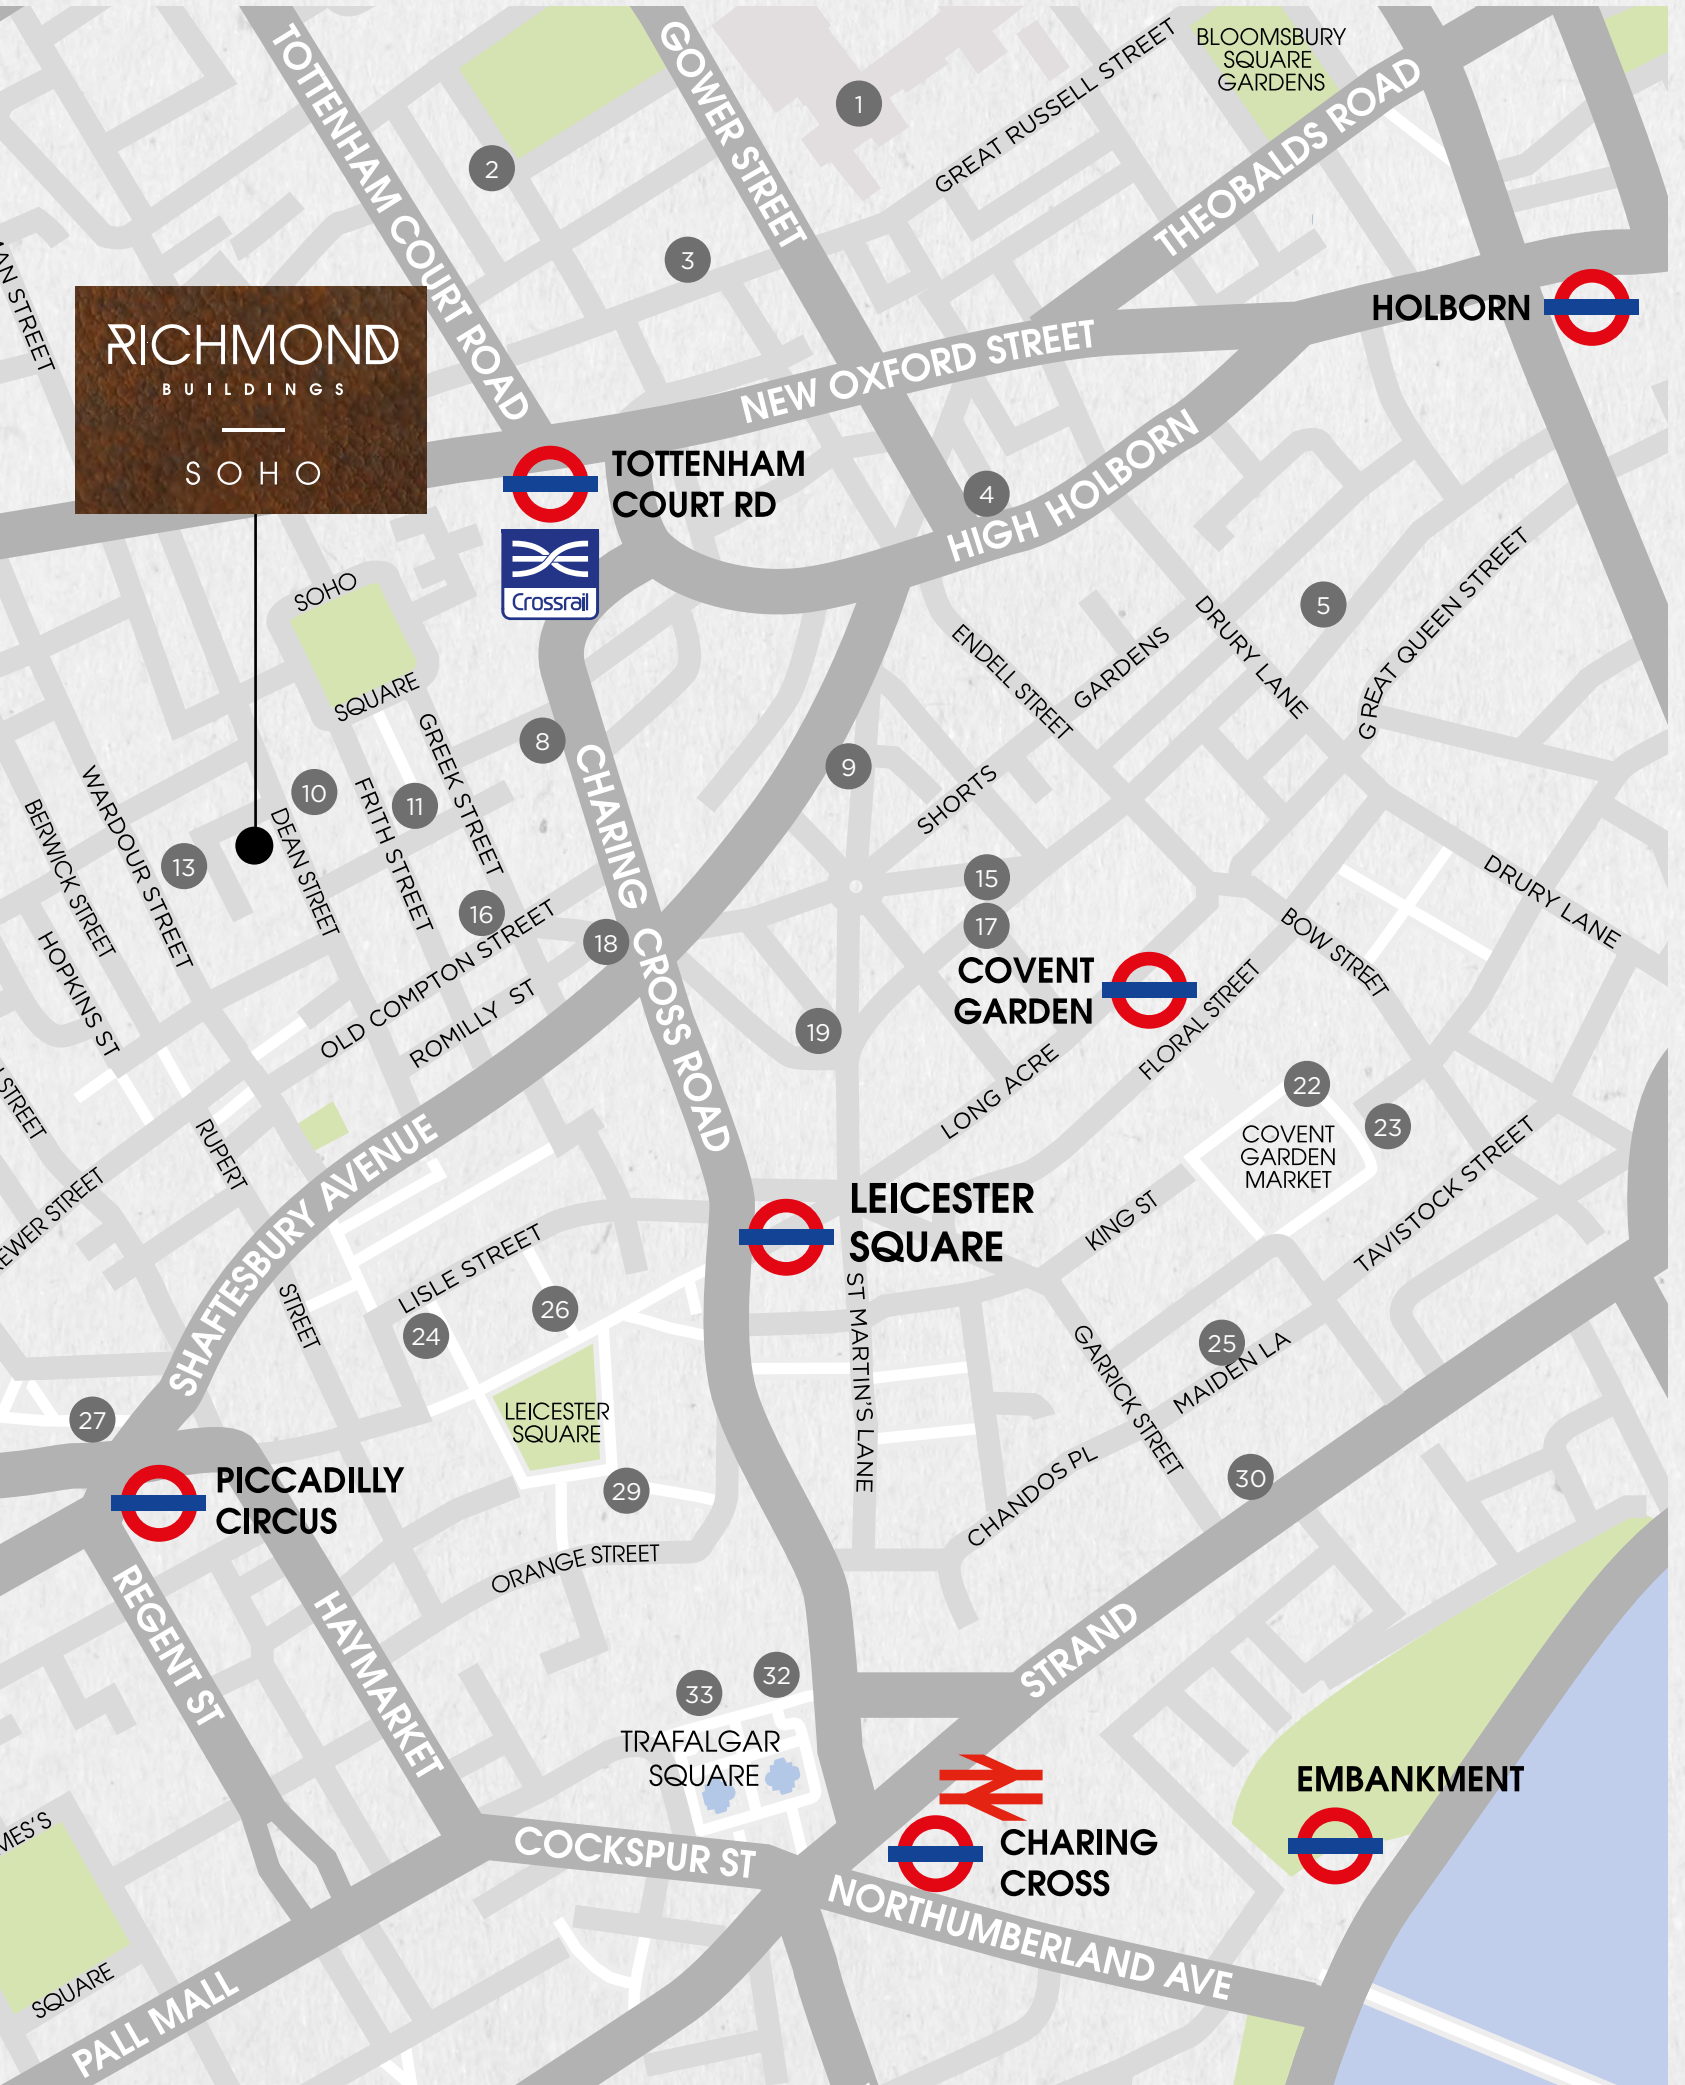 BLOOMSBURY
SQUARE
GARDENS
TOTTENHAM COURT ROAD
GOWER STREET
GREAT RUSSELL STREET
THEOBALDS ROAD
1
2
3
STREET
HOLBORN
RICHMOND
BUILDINGS
SOHO
NEW OXFORD STREET
HIGH HOLBORN
TOTTENHAM
COURT RD
Crossrail
4
5
SOHO
SQUARE
ENDELL STREET
SHORTS
GARDENS
DRURY LANE
GREAT QUEEN STREET
GREEK STREET
8
9
10
11
CHARING CROSS ROAD
WARDOUR STREET
BERWICK STREET
DEAN STREET
FRITH STREET
13
15
16
17
18
DRURY LANE
HOPKINS ST
OLD COMPTON STREET
ROMILLY ST
COVENT
GARDEN
BOW STREET
FLORAL STREET
19
LONG ACRE
22
23
COVENT
GARDEN
MARKET
STREET
RUPERT
STREET
SHAFTESBURY AVENUE
EWER STREET
LEICESTER
SQUARE
KING ST
TAVISTOCK STREET
LISLE STREET
24
26
ST MARTIN'S LANE
GARRICK STREET
25
MAIDEN LA
27
LEICESTER
SQUARE
PICCADILLY
CIRCUS
29
CHANDOS PL
30
ORANGE STREET
REGENT ST
HAYMARKET
STRAND
32
33
TRAFALGAR
SQUARE
EMBANKMENT
CHARING
CROSS
COCKSPUR ST
NORTHUMBERLAND AVE
MES'S
SQUARE
PALL MALL